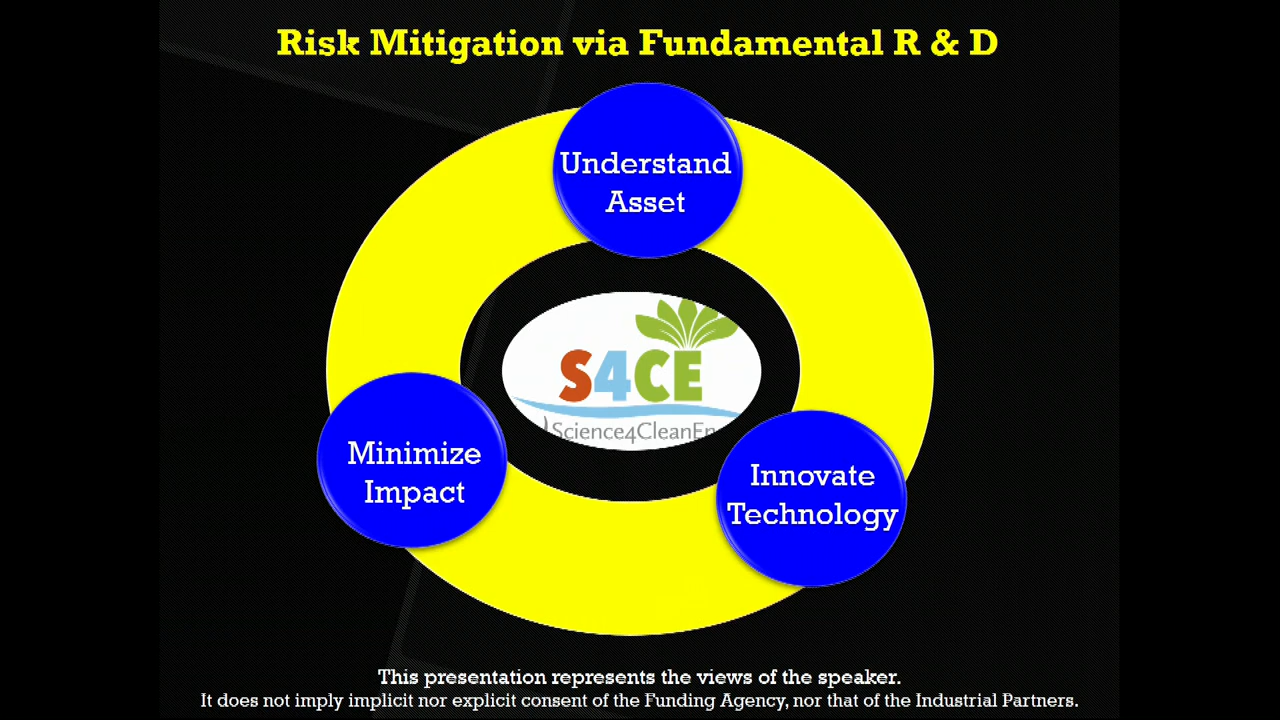 Risk Mitigation via Fundamental R & D
Understand
Asset
S4CE
Science4CleanEn
Minimize
Impact
Innovate
Technology
This presentation represents the views of the speaker.
It does not imply implicit nor explicit consent of the Funding Agency, nor that of the Industrial Partners.